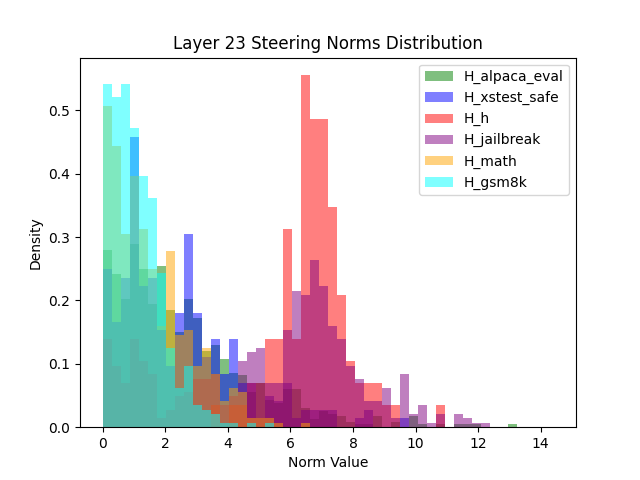 Layer 23 Steering Norms Distribution
H_alpaca_eval
H_xstest_safe
H_h
H_jailbreak
H_math
H_gsm8k
0.5
0.4
0.3
0.2
0.1
0.0
Density
0 2 4 6 8 10 12 14
Norm Value